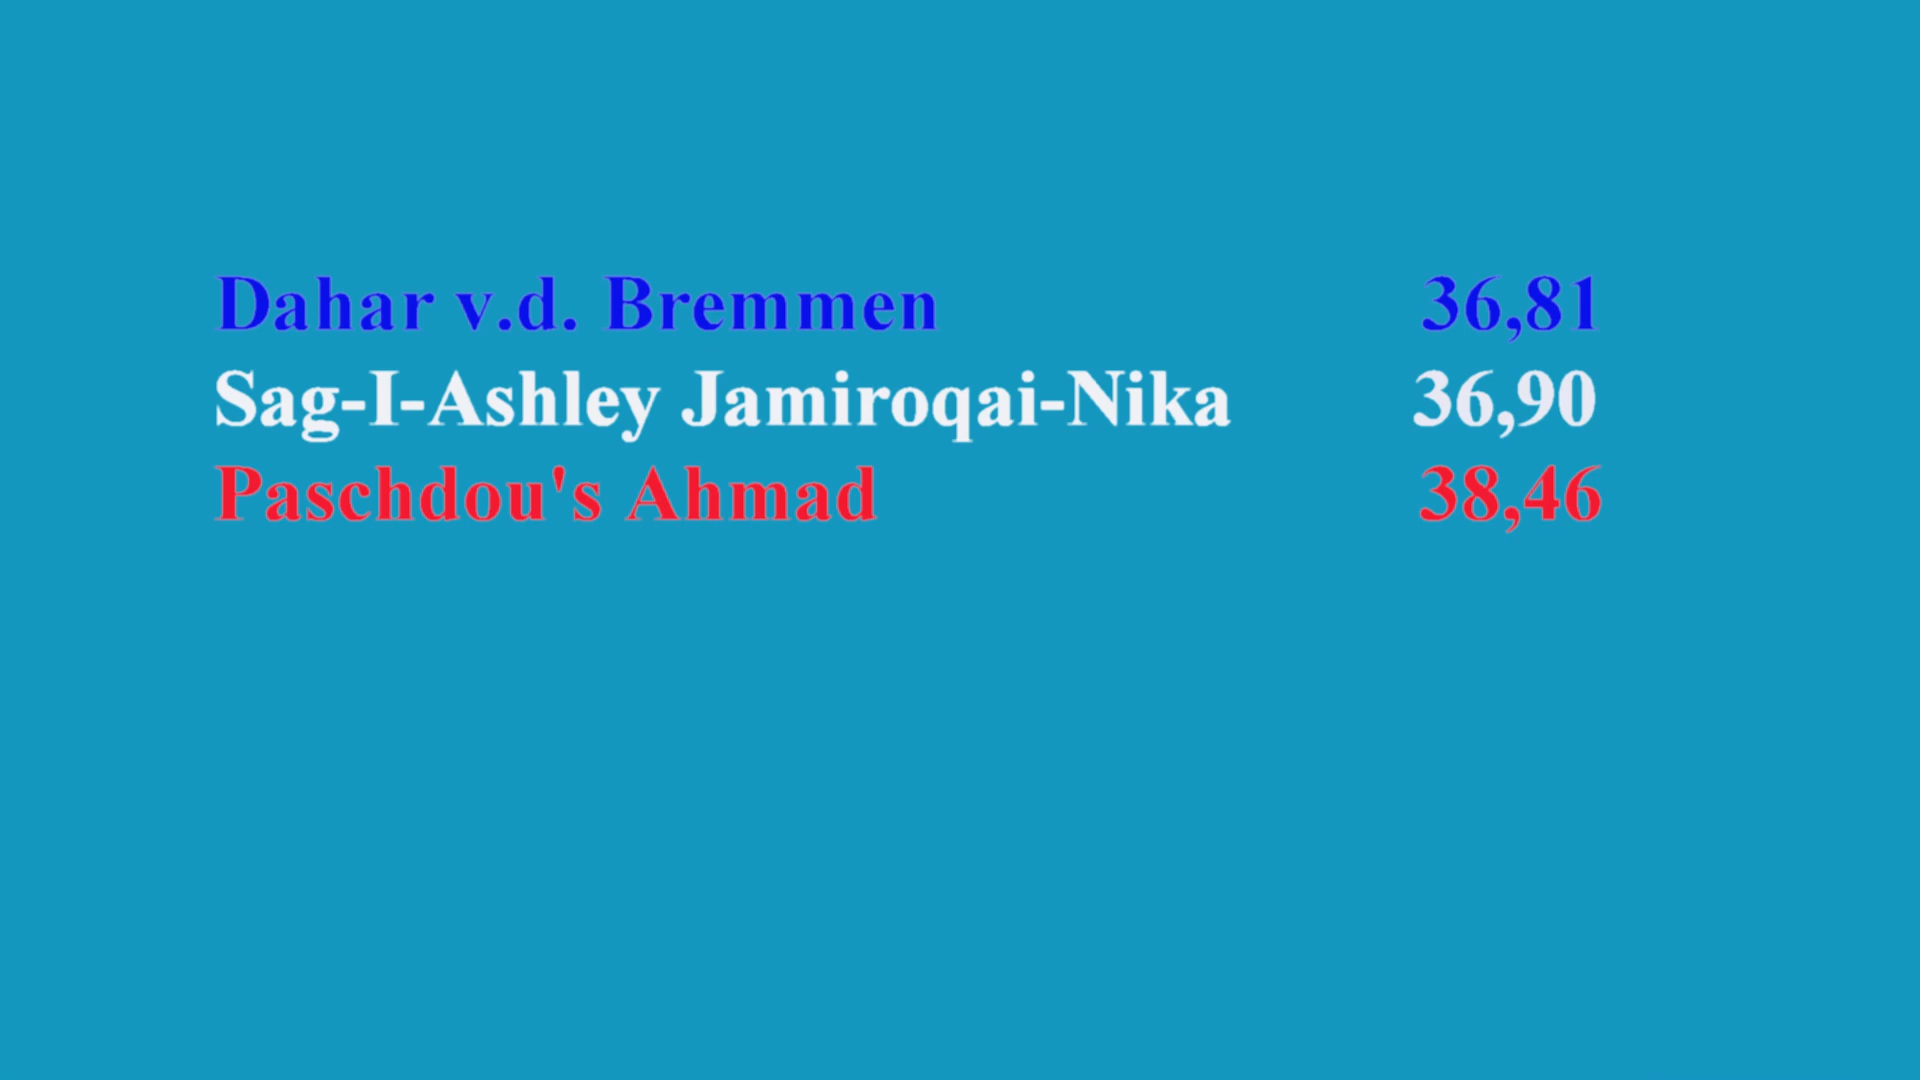 Dahar v.d. Bremmen 36,81
Sag-I-Ashley Jamiroqai-Nika 36,90
Paschdou's Ahmad 38,46